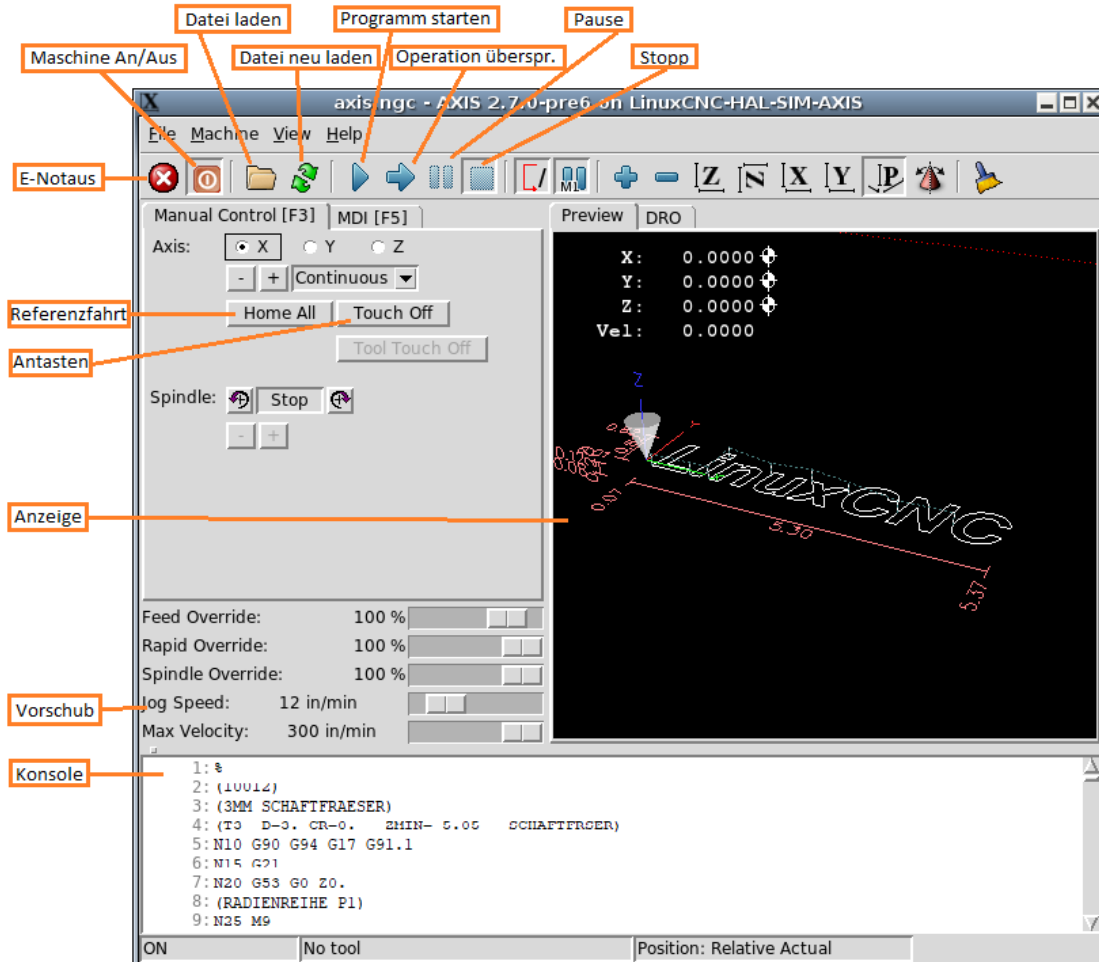 Datei laden
Programm starten
Pause
Maschine An/Aus
Datei neu laden
Operation überspr.
Stopp
axis.ngc - AXIS 2.7.0-pre6 on LinuxCNC-HAL-SIM-AXIS
File Machine View Help
E-Notaus
M1 Z N X Y P
Manual Control [F3] MDI [F5]
Preview DRO
Axis: X Y Z
- + Continuous
Referenzfahrt
Home All Touch Off
Antasten
Tool Touch Off
Spindle: Stop
- +
X: 0.0000
Y: 0.0000
Z: 0.0000
Vel: 0.0000
Z
Y
LinuxCNC
0.07
5.30
5.37
Anzeige
Feed Override: 100 %
Rapid Override: 100 %
Spindle Override: 100 %
Vorschub
Jog Speed: 12 in/min
Max Velocity: 300 in/min
Konsole
1: %
2: (10012)
3: (3MM SCHAFTFRAESER)
4: (T3 D=3. CR=0. ZMIN= 5.05 SCHAFTFRSER)
5: N10 G90 G94 G17 G91.1
6: N15 G21
7: N20 G53 G0 Z0.
8: (RADIENREIHE P1)
9: N25 M9
ON No tool Position: Relative Actual